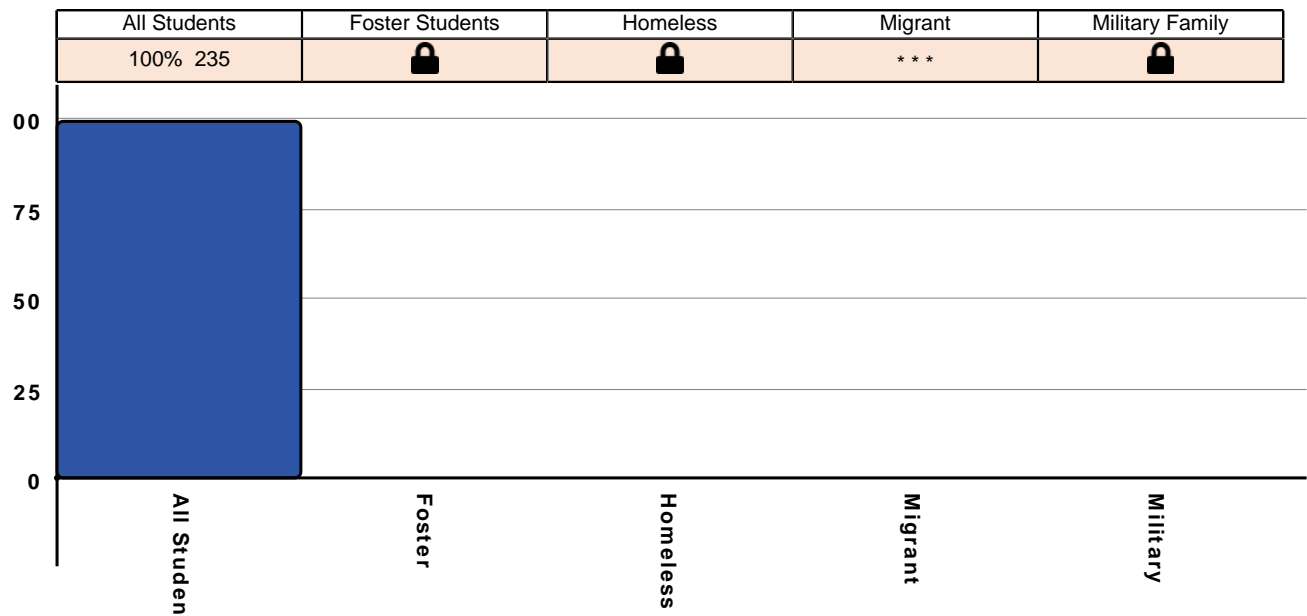 All Students Foster Students Homeless Migrant Military Family
100% 235 * * *
00
75
50
25
0
All Studen Foster Homeless Migrant Military